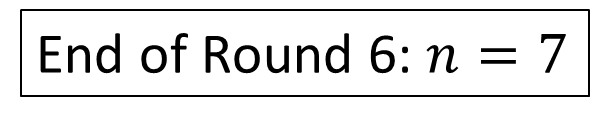 End of Round 6: n = 7